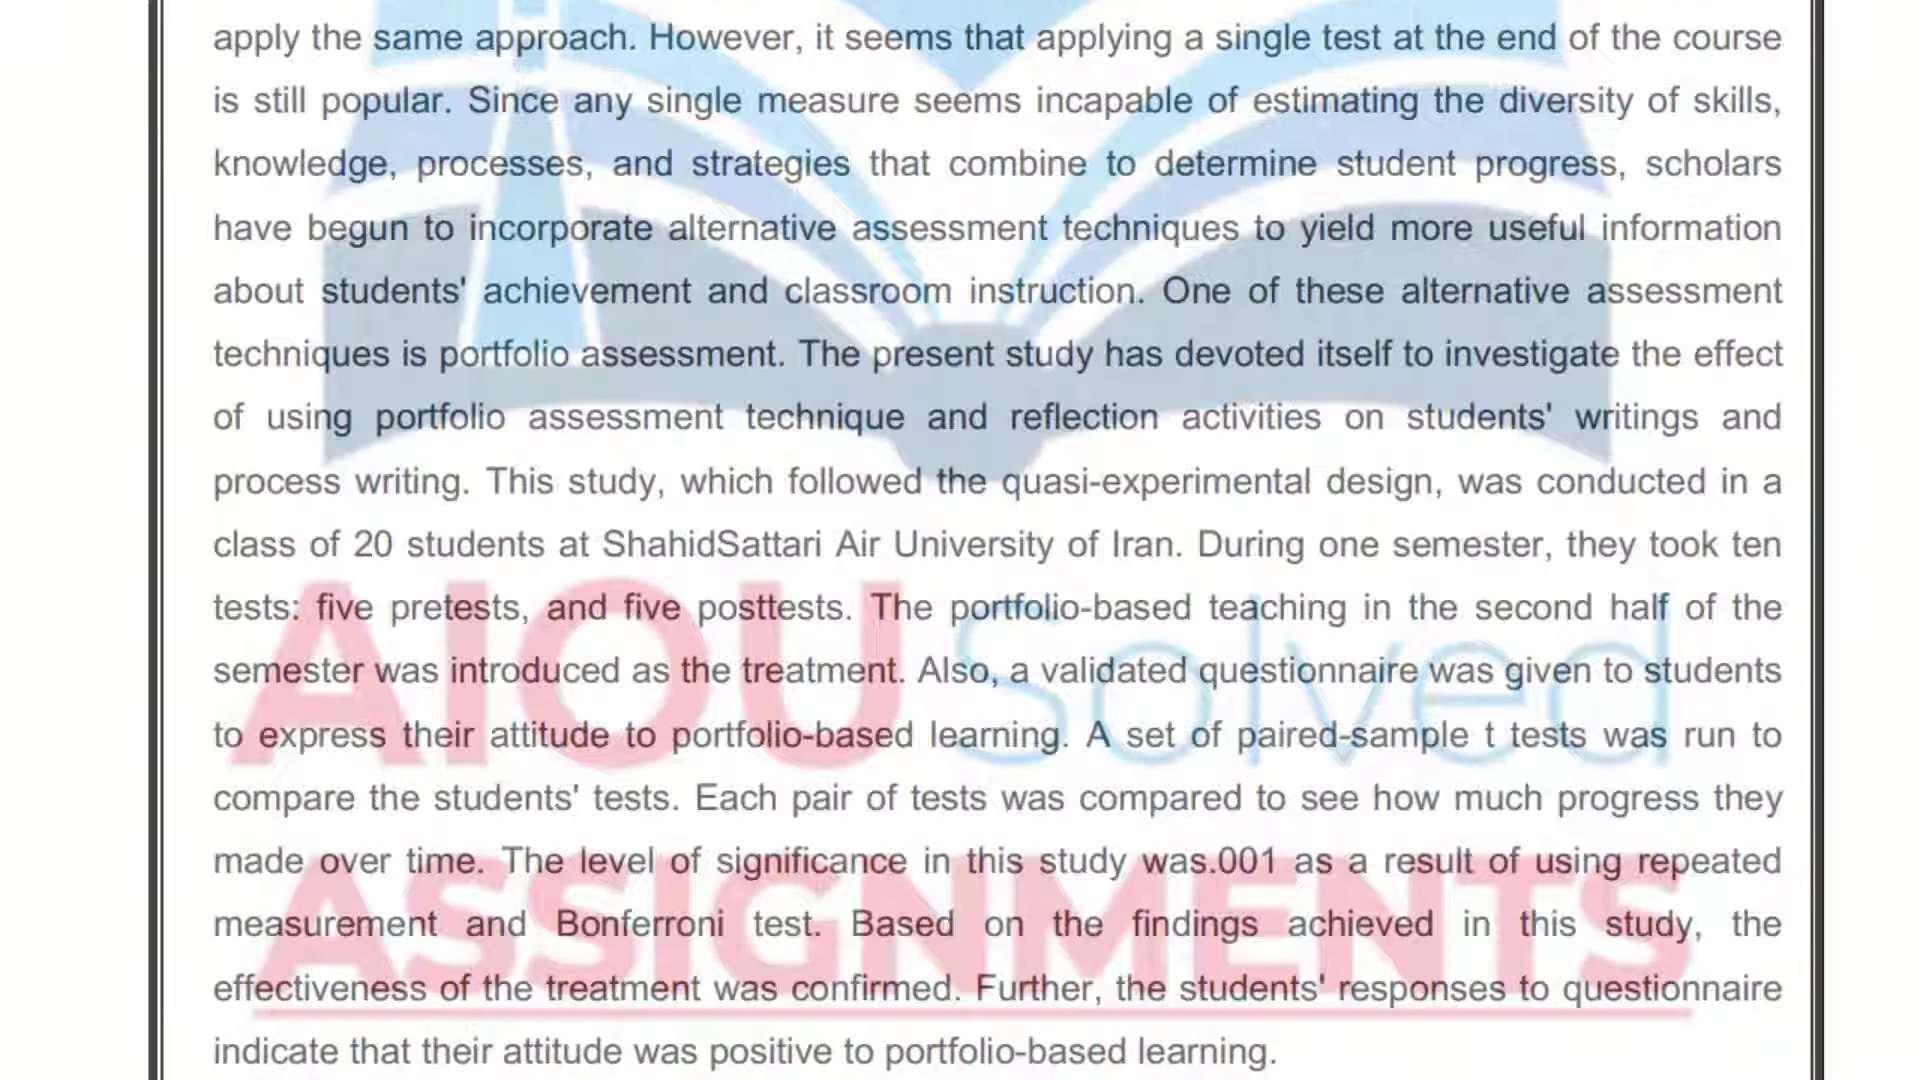 apply the same approach. However, it seems that applying a single test at the end of the course
is still popular. Since any single measure seems incapable of estimating the diversity of skills,
knowledge, processes, and strategies that combine to determine student progress, scholars
have begun to incorporate alternative assessment techniques to yield more useful information
about students' achievement and classroom instruction. One of these alternative assessment
techniques is portfolio assessment. The present study has devoted itself to investigate the effect
of using portfolio assessment technique and reflection activities on students' writings and
process writing. This study, which followed the quasi-experimental design, was conducted in a
class of 20 students at ShahidSattari Air University of Iran. During one semester, they took ten
tests: five pretests, and five posttests. The portfolio-based teaching in the second half of the
semester was introduced as the treatment. Also, a validated questionnaire was given to students
to express their attitude to portfolio-based learning. A set of paired-sample t tests was run to
compare the students' tests. Each pair of tests was compared to see how much progress they
made over time. The level of significance in this study was.001 as a result of using repeated
measurement and Bonferroni test. Based on the findings achieved in this study, the
effectiveness of the treatment was confirmed. Further, the students' responses to questionnaire
indicate that their attitude was positive to portfolio-based learning.
AIOU Solved
ASSIGNMENTS